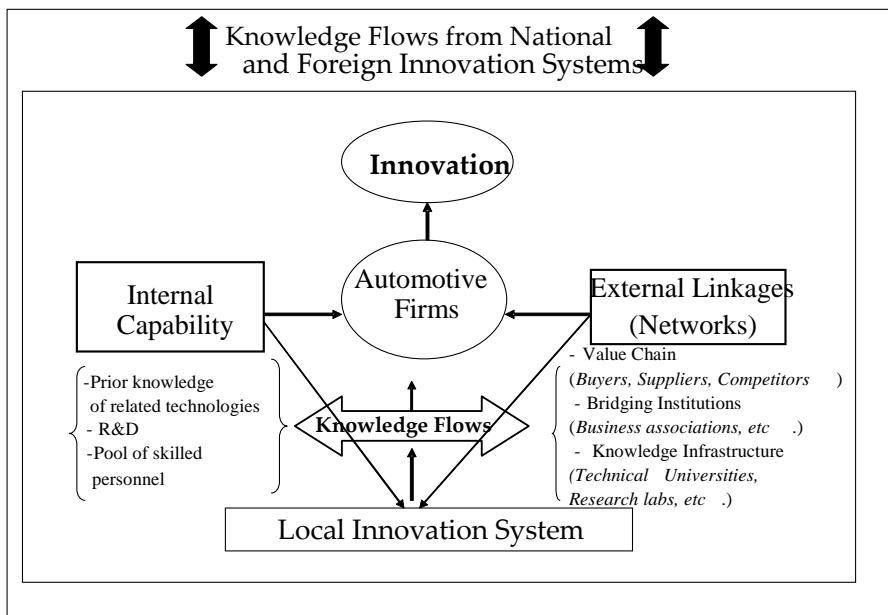 Knowledge Flows from National
and Foreign Innovation Systems
Innovation
Automotive
Firms
Internal
Capability
External Linkages
(Networks)
-Prior knowledge
of related technologies
- R&D
-Pool of skilled
personnel
Knowledge Flows
- Value Chain
(Buyers, Suppliers, Competitors )
- Bridging Institutions
(Business associations, etc .)
- Knowledge Infrastructure
(Technical Universities,
Research labs, etc .)
Local Innovation System